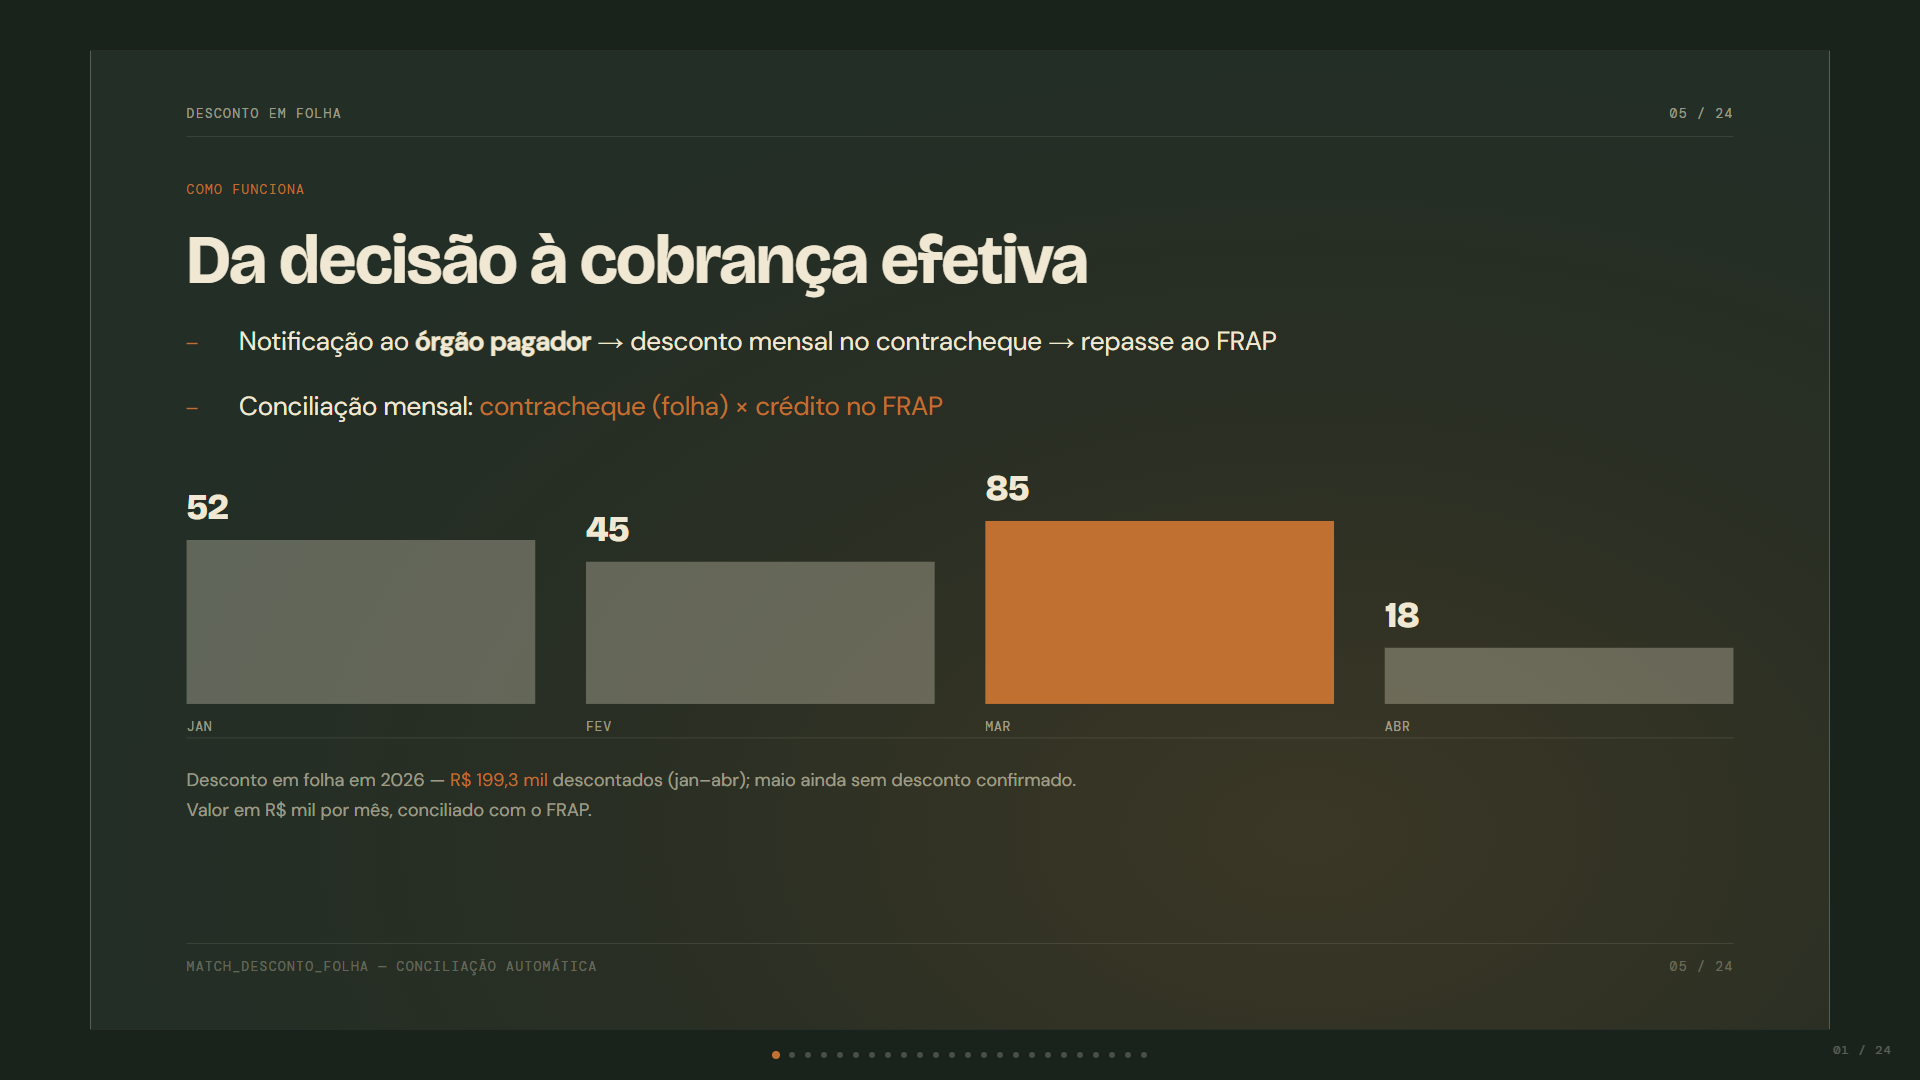 DESCONTO EM FOLHA
05 / 24
COMO FUNCIONA
Da decisão à cobrança efetiva
– Notificação ao órgão pagador → desconto mensal no contracheque → repasse ao FRAP
– Conciliação mensal: contracheque (folha) × crédito no FRAP
52
45
85
18
JAN
FEV
MAR
ABR
Desconto em folha em 2026 — R$ 199,3 mil descontados (jan–abr); maio ainda sem desconto confirmado.
Valor em R$ mil por mês, conciliado com o FRAP.
MATCH_DESCONTO_FOLHA — CONCILIAÇÃO AUTOMÁTICA
05 / 24
01 / 24